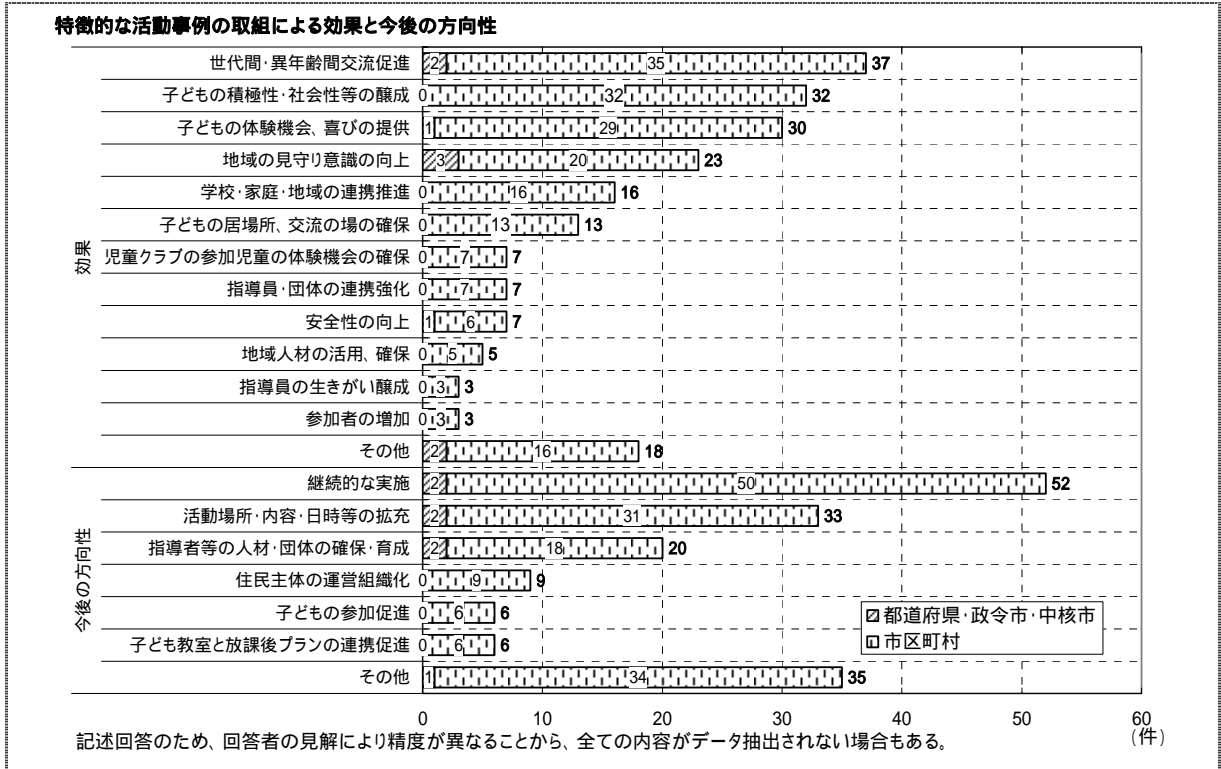 特徴的な活動事例の取組による効果と今後の方向性
効果
世代間・異年齢間交流促進 2 35 37
子どもの積極性・社会性等の醸成 0 32 32
子どもの体験機会、喜びの提供 1 29 30
地域の見守り意識の向上 3 20 23
学校・家庭・地域の連携推進 0 16 16
子どもの居場所、交流の場の確保 0 13 13
児童クラブの参加児童の体験機会の確保 0 7 7
指導員・団体の連携強化 0 7 7
安全性の向上 1 6 7
地域人材の活用、確保 0 5 5
指導員の生きがい醸成 0 3 3
参加者の増加 0 3 3
その他 2 16 18
今後の方向性
継続的な実施 2 50 52
活動場所・内容・日時等の拡充 2 31 33
指導者等の人材・団体の確保・育成 2 18 20
住民主体の運営組織化 0 9 9
子どもの参加促進 0 6 6
子ども教室と放課後プランの連携促進 0 6 6
その他 1 34 35
都道府県・政令市・中核市
市区町村
0 10 20 30 40 50 60
(件)
記述回答のため、回答者の見解により精度が異なることから、全ての内容がデータ抽出されない場合もある。